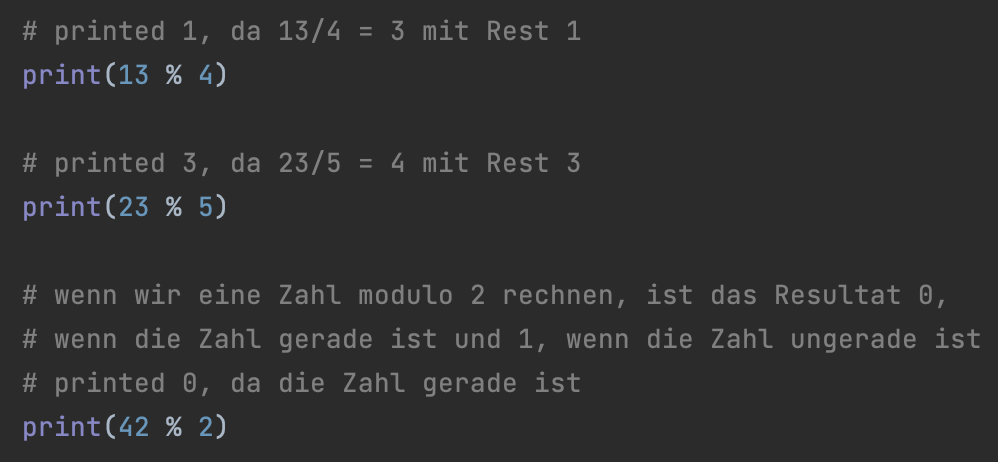 # printed 1, da 13/4 = 3 mit Rest 1
print(13 % 4)
# printed 3, da 23/5 = 4 mit Rest 3
print(23 % 5)
# wenn wir eine Zahl modulo 2 rechnen, ist das Resultat 0,
# wenn die Zahl gerade ist und 1, wenn die Zahl ungerade ist
# printed 0, da die Zahl gerade ist
print(42 % 2)